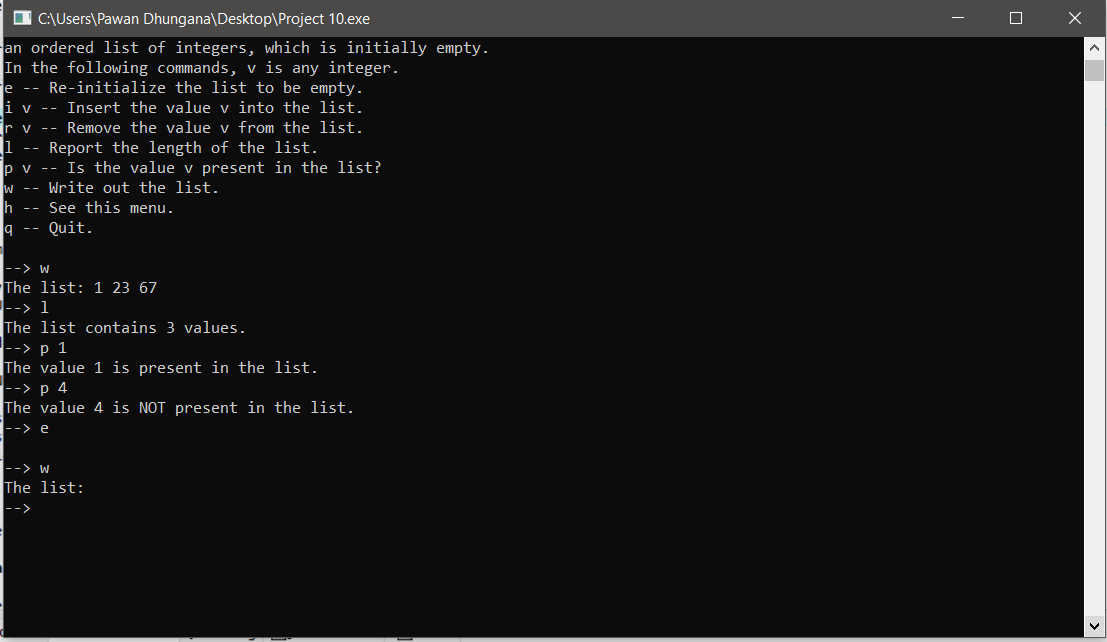 C:\Users\Pawan Dhungana\Desktop\Project 10.exe
an ordered list of integers, which is initially empty.
In the following commands, v is any integer.
e -- Re-initialize the list to be empty.
i v -- Insert the value v into the list.
r v -- Remove the value v from the list.
l -- Report the length of the list.
p v -- Is the value v present in the list?
w -- Write out the list.
h -- See this menu.
q -- Quit.
--> w
The list: 1 23 67
--> l
The list contains 3 values.
--> p 1
The value 1 is present in the list.
--> p 4
The value 4 is NOT present in the list.
--> e
--> w
The list:
-->